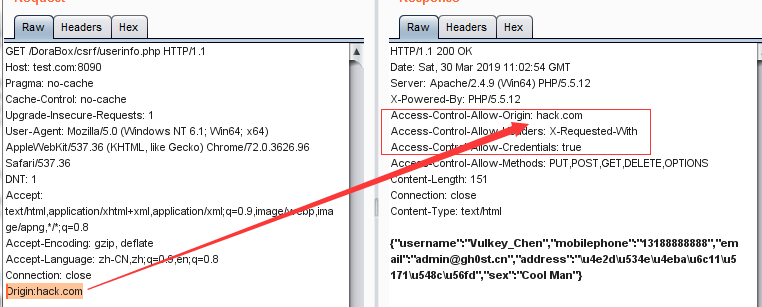 Request
Raw
Headers
Hex
GET /DoraBox/csrf/userinfo.php HTTP/1.1
Host: test.com:8090
Pragma: no-cache
Cache-Control: no-cache
Upgrade-Insecure-Requests: 1
User-Agent: Mozilla/5.0 (Windows NT 6.1; Win64; x64)
AppleWebKit/537.36 (KHTML, like Gecko) Chrome/72.0.3626.96
Safari/537.36
DNT: 1
Accept:
text/html,application/xhtml+xml,application/xml;q=0.9,image/webp,ima
ge/apng,*/*;q=0.8
Accept-Encoding: gzip, deflate
Accept-Language: zh-CN,zh;q=0.9,en;q=0.8
Connection: close
Origin:hack.com
Response
Raw
Headers
Hex
HTTP/1.1 200 OK
Date: Sat, 30 Mar 2019 11:02:54 GMT
Server: Apache/2.4.9 (Win64) PHP/5.5.12
X-Powered-By: PHP/5.5.12
Access-Control-Allow-Origin: hack.com
Access-Control-Allow-Headers: X-Requested-With
Access-Control-Allow-Credentials: true
Access-Control-Allow-Methods: PUT,POST,GET,DELETE,OPTIONS
Content-Length: 151
Connection: close
Content-Type: text/html
{"username":"Vulkey_Chen","mobilephone":"13188888888","em
ail":"admin@gh0st.cn","address":"\u4e2d\u534e\u4eba\u6c11\u5
171\u548c\u56fd","sex":"Cool Man"}